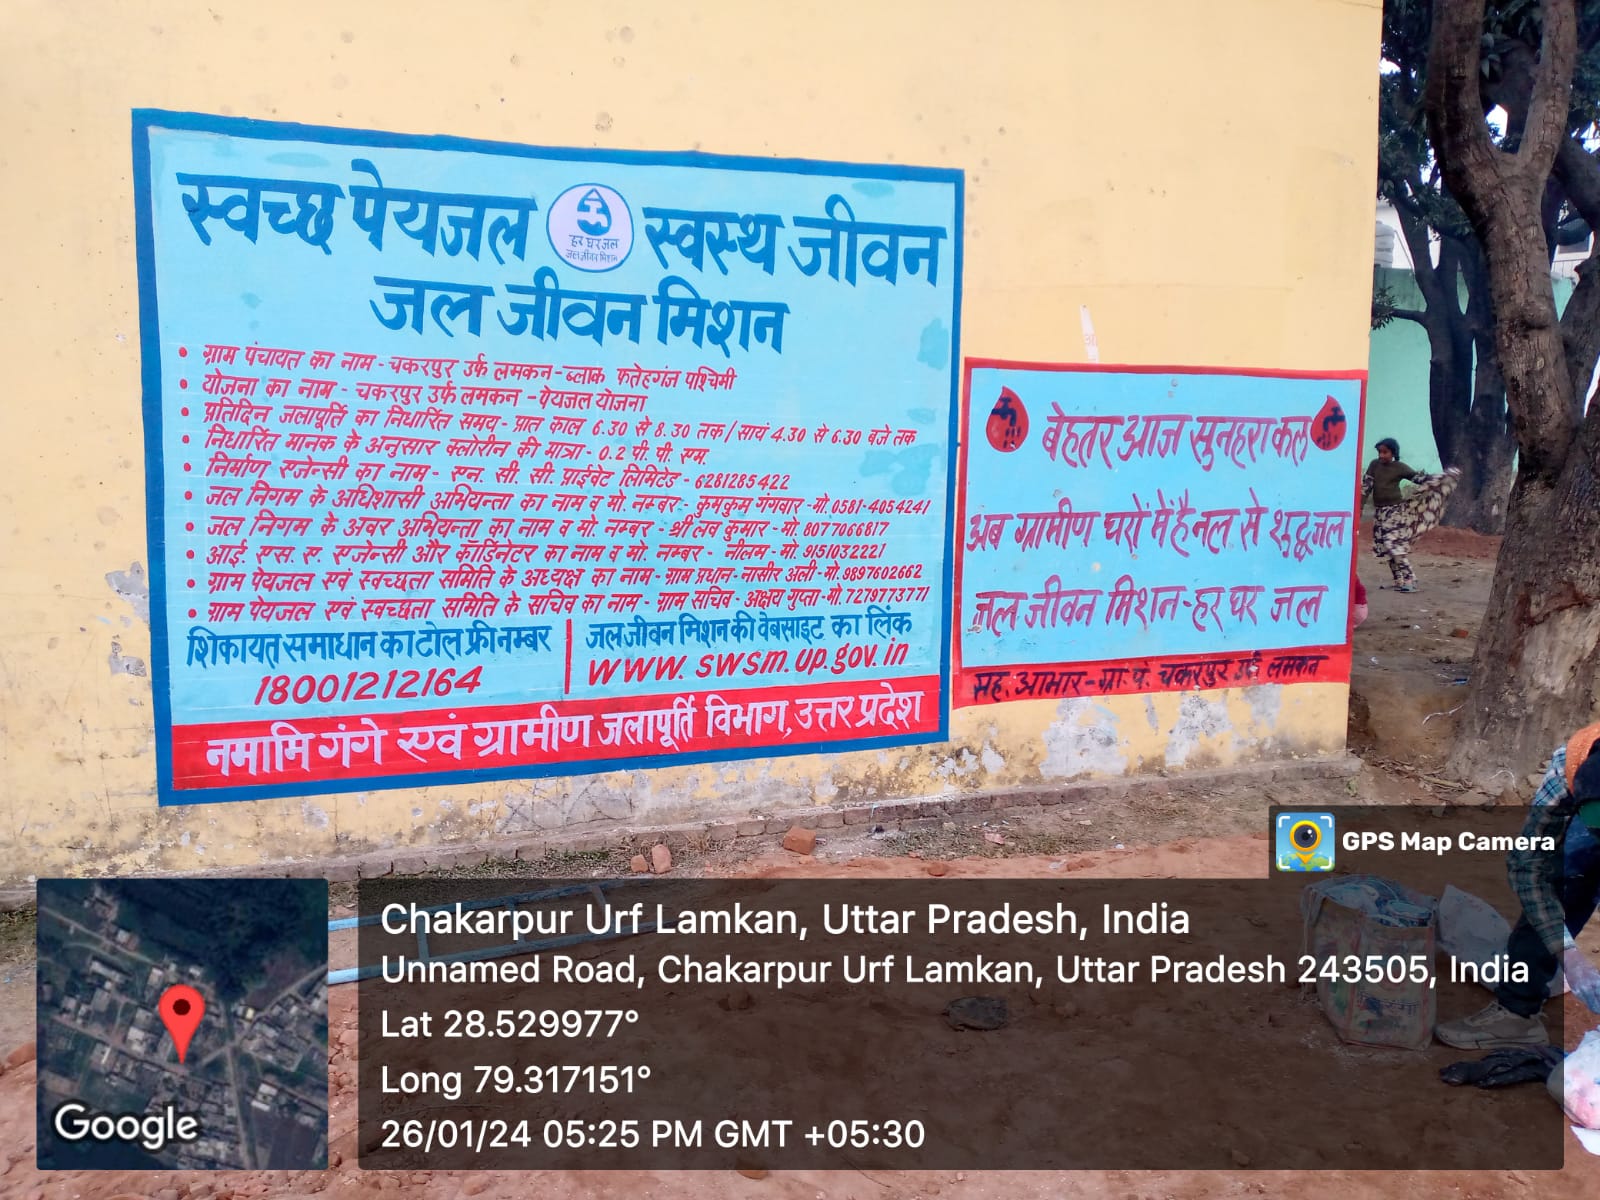 स्वच्छ पेयजल
हर घर जल
जल जीवन मिशन
स्वस्थ जीवन
जल जीवन मिशन
• ग्राम पंचायत का नाम - चकरपुर उर्फ लमकन - ब्लाक फतेहगंज पश्चिमी
• योजना का नाम - चकरपुर उर्फ लमकन - पेयजल योजना
• प्रतिदिन जलापूर्ति का निर्धारित समय - प्रात काल 6.30 से 8.30 तक / सायं 4.30 से 6.30 बजे तक
• निर्धारित मानक के अनुसार क्लोरीन की मात्रा - 0.2 पी. पी. एम.
• निर्माण एजेन्सी का नाम - एन. सी. सी. प्राईवेट लिमिटेड - 6281285422
• जल निगम के अधिशासी अभियन्ता का नाम व मो. नम्बर - कुमकुम गंगवार - मो. 0581-4054241
• जल निगम के अवर अभियन्ता का नाम व मो. नम्बर - श्री लव कुमार - मो. 8077066817
• आई. एस. ए. एजेन्सी और कॉर्डिनेटर का नाम व मो. नम्बर - नीलम - मो. 9151032221
• ग्राम पेयजल एवं स्वच्छता समिति के अध्यक्ष का नाम - ग्राम प्रधान - नासीर अली - मो. 9897602662
• ग्राम पेयजल एवं स्वच्छता समिति के सचिव का नाम - ग्राम सचिव - अक्षय गुप्ता - मो. 7279773771
शिकायत समाधान का टोल फ्री नम्बर
18001212164
जल जीवन मिशन की वेबसाइट का लिंक
www.swsm.up.gov.in
नमामि गंगे एवं ग्रामीण जलापूर्ति विभाग, उत्तर प्रदेश
बेहतर आज सुनहरा कल
अब ग्रामीण घरों में है नल से शुद्ध जल
जल जीवन मिशन - हर घर जल
सह. आभार - ग्रा. पं. चकरपुर उर्फ लमकन
GPS Map Camera
Chakarpur Urf Lamkan, Uttar Pradesh, India
Unnamed Road, Chakarpur Urf Lamkan, Uttar Pradesh 243505, India
Lat 28.529977°
Long 79.317151°
26/01/24 05:25 PM GMT +05:30
Google